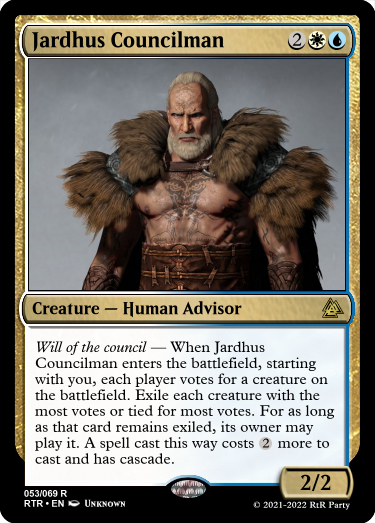 Jardhus Councilman 2
Creature — Human Advisor
Will of the council — When Jardhus
Councilman enters the battlefield, starting
with you, each player votes for a creature on
the battlefield. Exile each creature with the
most votes or tied for most votes. For as long
as that card remains exiled, its owner may
play it. A spell cast this way costs 2 more to
cast and has cascade.
2/2
053/069 R
RTR • EN Unknown
© 2021-2022 RtR Party